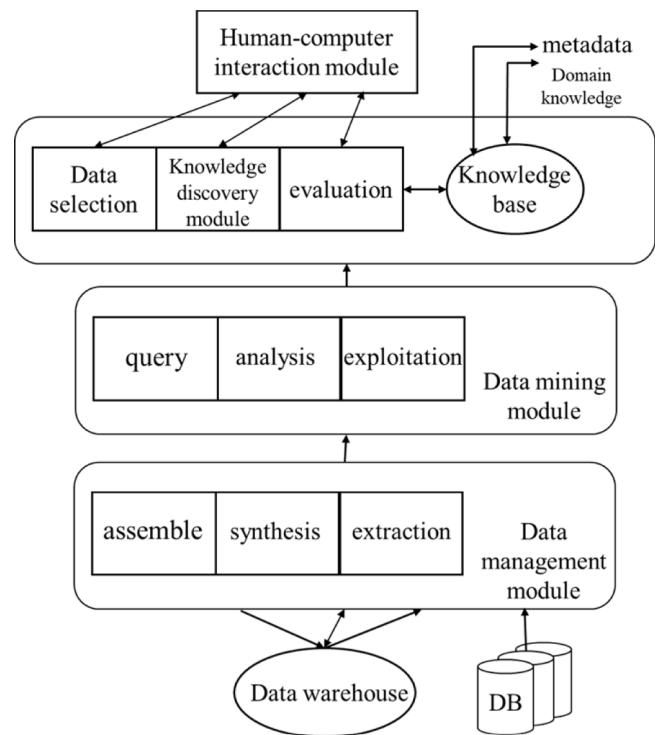 Human-computer
interaction module
metadata
Domain
knowledge
Data
selection
Knowledge
discovery
module
evaluation
Knowledge
base
query
analysis
exploitation
Data mining
module
assemble
synthesis
extraction
Data
management
module
Data warehouse
DB